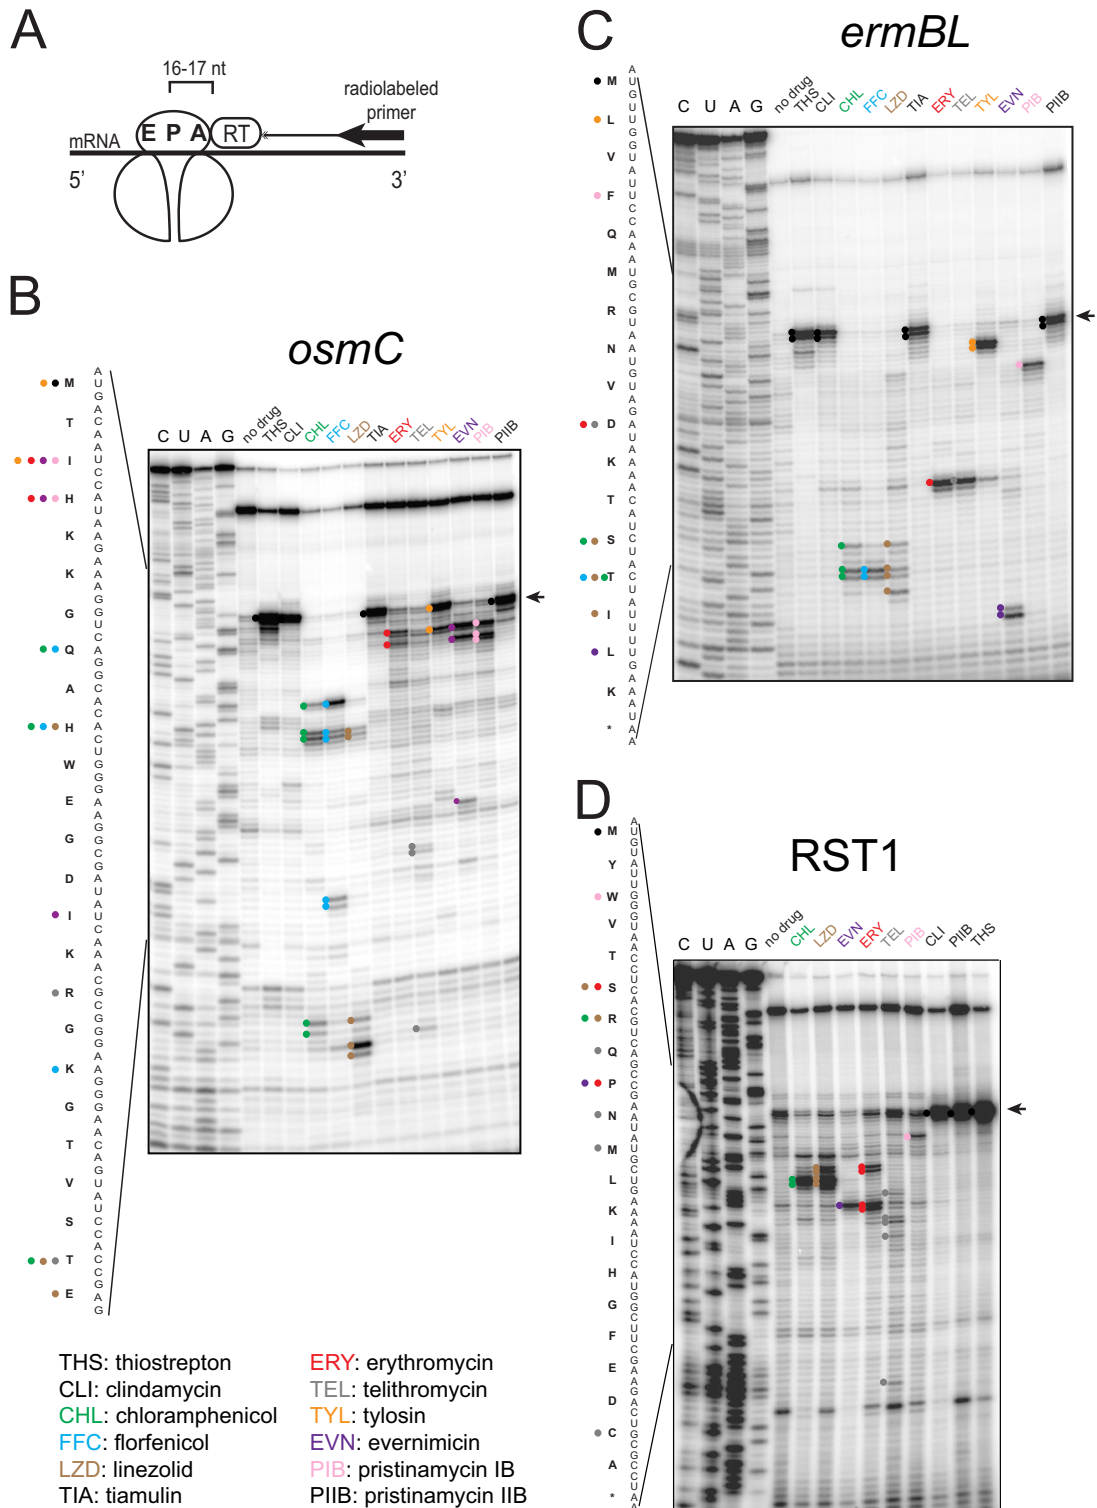 A
16-17 nt
radiolabeled
primer
mRNA
E P A RT
5' 3'
B
osmC
M
T
I
H
K
K
G
Q
A
H
W
E
G
D
I
K
R
G
K
G
T
V
S
T
E
AUGACAAUCCAUAAGAAAGGUCAGGCACACUGGGAAGGCGAUAUCAAACGCGGGAAGGGAACAGUAUCCACCGAG
C U A G no drug THS CLI CHL FFC LZD TIA ERY TEL TYL EVN PIB PIIB
C
ermBL
M
L
V
F
Q
M
R
N
V
D
K
T
S
T
I
L
K
*
AUGUUGGUAUUCCAAAUGCGUAAUGUAGAUAAAACAUCUACUAUUUUGAAAUAA
C U A G no drug THS CLI CHL FFC LZD TIA ERY TEL TYL EVN PIB PIIB
D
RST1
M
Y
W
V
T
S
R
Q
P
N
M
L
K
I
H
G
F
E
D
C
A
*
AUGUAUUGGGUAACCUCACGUCAGCCGAAUAUGCUGAAAAUCCAUGGCUUCGAAGACUGCGCCUAA
C U A G no drug CHL LZD EVN ERY TEL PIB CLI PIIB THS
THS: thiostrepton
CLI: clindamycin
CHL: chloramphenicol
FFC: florfenicol
LZD: linezolid
TIA: tiamulin
ERY: erythromycin
TEL: telithromycin
TYL: tylosin
EVN: evernimicin
PIB: pristinamycin IB
PIIB: pristinamycin IIB